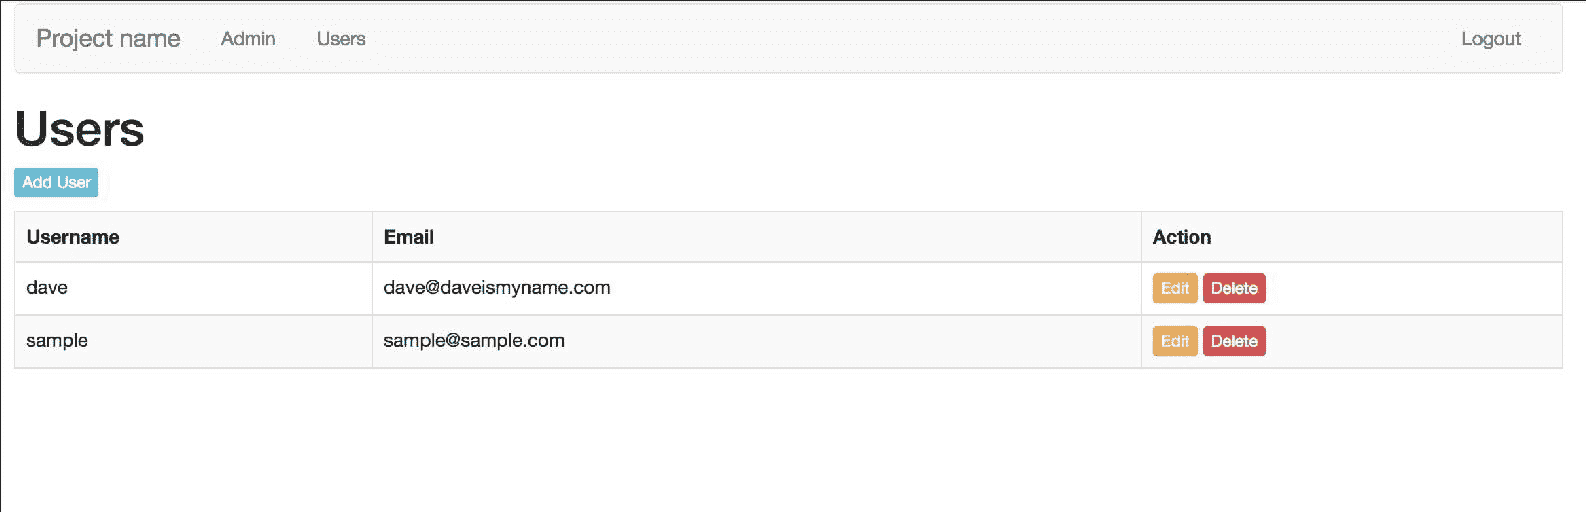 Project name Admin Users Logout
Users
Add User
Username Email Action
dave dave@daveismyname.com Edit Delete
sample sample@sample.com Edit Delete